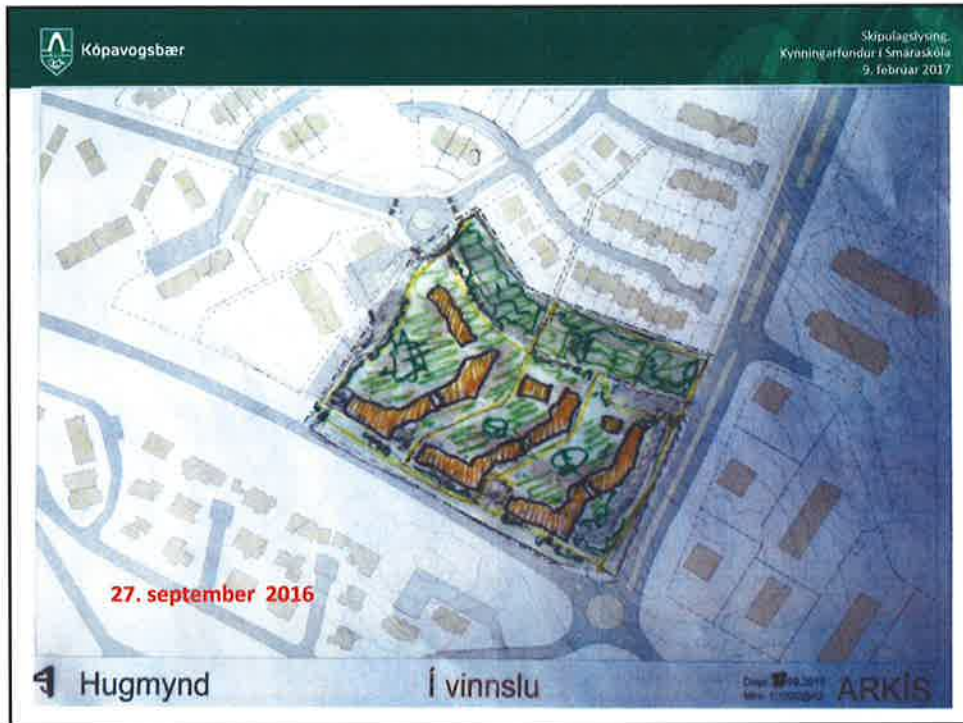 Kópavogsbær
Skipulagslýsing.
Kynningarfundur í Smáraskóla
9. febrúar 2017
27. september 2016
Hugmynd
Í vinnslu
ARKÍS